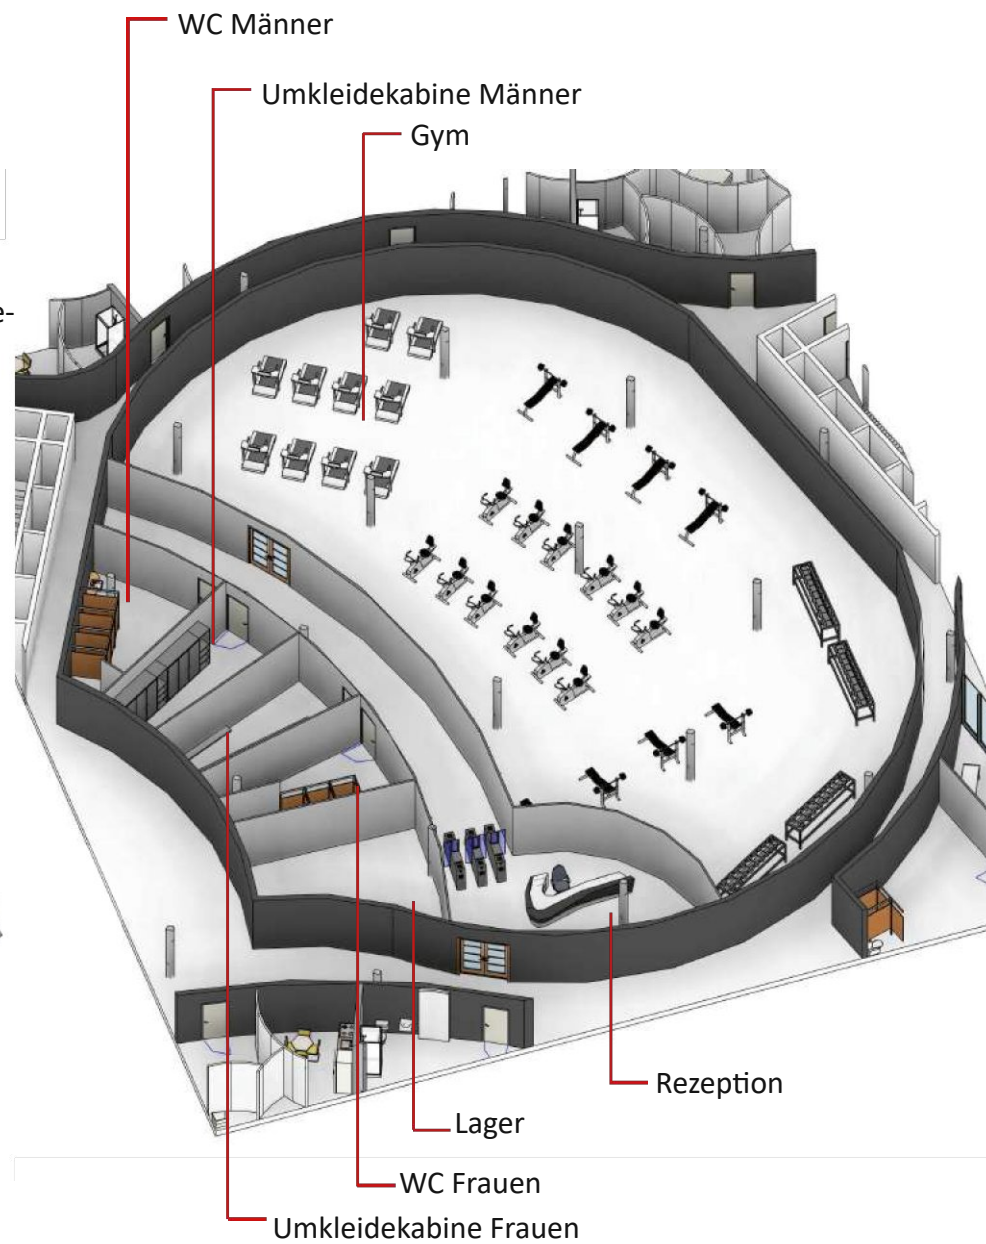 WC Männer
Umkleidekabine Männer
Gym
e-
Rezeption
Lager
WC Frauen
Umkleidekabine Frauen